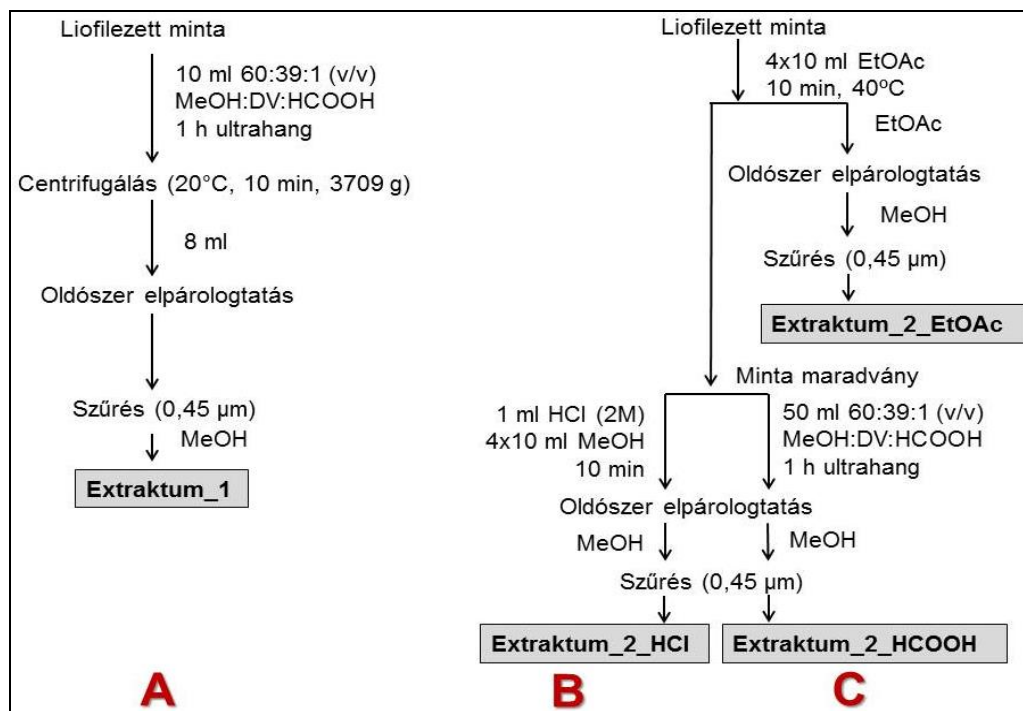 Liofilezett minta
10 ml 60:39:1 (v/v)
MeOH:DV:HCOOH
1 h ultrahang
Centrifugálás (20°C, 10 min, 3709 g)
8 ml
Oldószer elpárologtatás
Szűrés (0,45 µm)
MeOH
Extraktum_1
A
Liofilezett minta
4x10 ml EtOAc
10 min, 40ºC
EtOAc
Oldószer elpárologtatás
MeOH
Szűrés (0,45 µm)
Extraktum_2_EtOAc
Minta maradvány
1 ml HCl (2M)
4x10 ml MeOH
10 min
50 ml 60:39:1 (v/v)
MeOH:DV:HCOOH
1 h ultrahang
Oldószer elpárologtatás
MeOH
MeOH
Szűrés (0,45 µm)
Extraktum_2_HCl
Extraktum_2_HCOOH
B
C